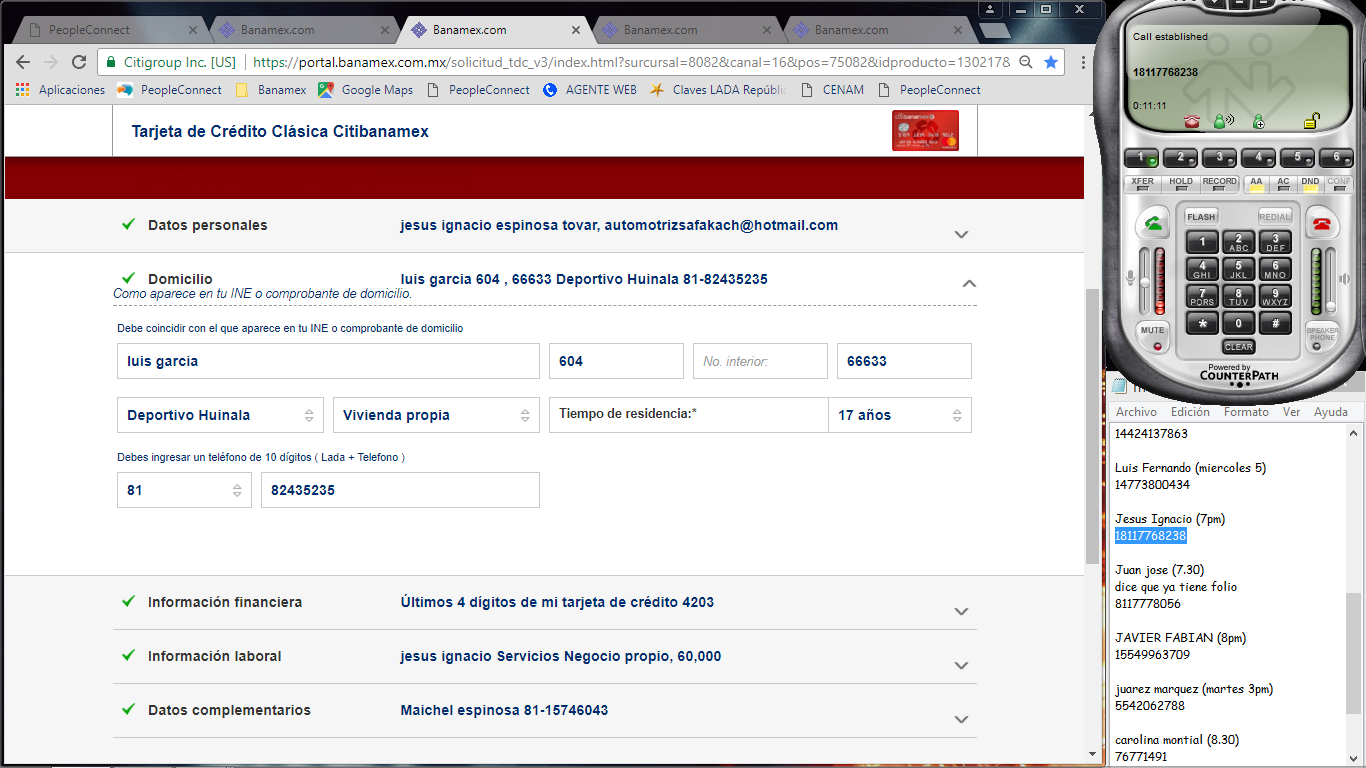 PeopleConnect
Banamex.com
Banamex.com
Banamex.com
Banamex.com
Citigroup Inc. [US]
https://portal.banamex.com.mx/solicitud_tdc_v3/index.html?surcursal=8082&canal=16&pos=75082&idproducto=1302178
Aplicaciones
PeopleConnect
Banamex
Google Maps
PeopleConnect
AGENTE WEB
Claves LADA Repúblic
CENAM
PeopleConnect
Tarjeta de Crédito Clásica Citibanamex
Datos personales
jesus ignacio espinosa tovar, automotrizsafakach@hotmail.com
Domicilio
luis garcia 604 , 66633 Deportivo Huinala 81-82435235
Como aparece en tu INE o comprobante de domicilio.
Debe coincidir con el que aparece en tu INE o comprobante de domicilio
luis garcia
604
No. interior:
66633
Deportivo Huinala
Vivienda propia
Tiempo de residencia:*
17 años
Debes ingresar un teléfono de 10 dígitos ( Lada + Telefono )
81
82435235
Información financiera
Últimos 4 dígitos de mi tarjeta de crédito 4203
Información laboral
jesus ignacio Servicios Negocio propio, 60,000
Datos complementarios
Maichel espinosa 81-15746043
Call established
18117768238
0:11:11
1 2 3 4 5 6
XFER HOLD RECORD AA AC DND CONF
FLASH
REDIAL
1
2 ABC
3 DEF
4 GHI
5 JKL
6 MNO
7 PQRS
8 TUV
9 WXYZ
* 0 #
MUTE
SPEAKER PHONE
CLEAR
Powered by
COUNTERPATH
Archivo Edición Formato Ver Ayuda
14424137863
Luis Fernando (miercoles 5)
14773800434
Jesus Ignacio (7pm)
18117768238
Juan jose (7.30)
dice que ya tiene folio
8117778056
JAVIER FABIAN (8pm)
15549963709
juarez marquez (martes 3pm)
5542062788
carolina montial (8.30)
76771491